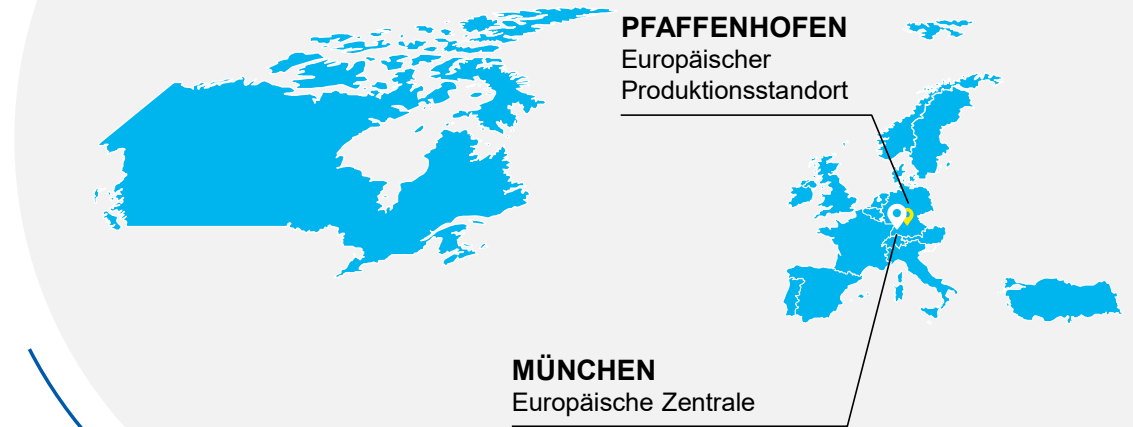 PFAFFENHOFEN
Europäischer
Produktionsstandort
MÜNCHEN
Europäische Zentrale